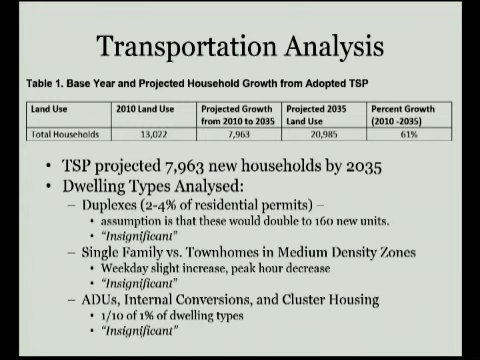 Transportation Analysis
Table 1. Base Year and Projected Household Growth from Adopted TSP
Land Use 2010 Land Use Projected Growth from 2010 to 2035 Projected 2035 Land Use Percent Growth (2010 -2035)
Total Households 13,022 7,963 20,985 61%
• TSP projected 7,963 new households by 2035
• Dwelling Types Analysed:
– Duplexes (2-4% of residential permits) –
• assumption is that these would double to 160 new units.
• "Insignificant"
– Single Family vs. Townhomes in Medium Density Zones
• Weekday slight increase, peak hour decrease
• "Insignificant"
– ADUs, Internal Conversions, and Cluster Housing
• 1/10 of 1% of dwelling types
• "Insignificant"